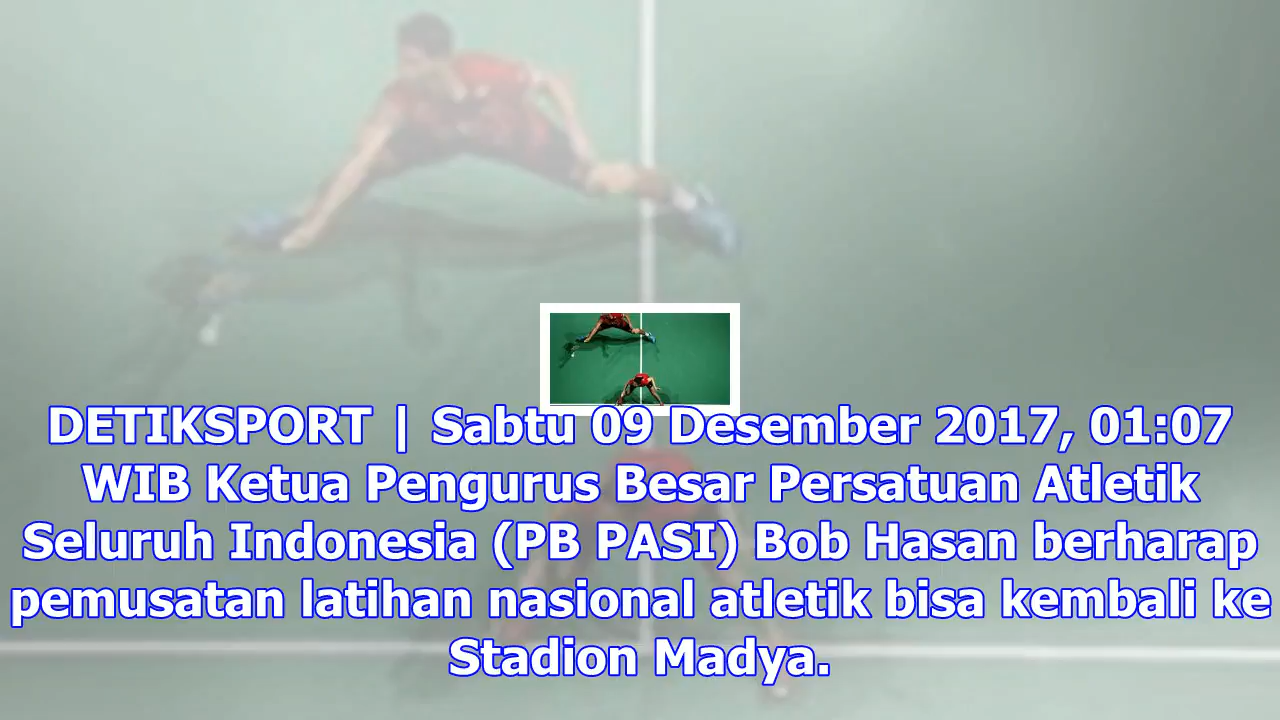 DETIKSPORT | Sabtu 09 Desember 2017, 01:07
WIB Ketua Pengurus Besar Persatuan Atletik
Seluruh Indonesia (PB PASI) Bob Hasan berharap
pemusatan latihan nasional atletik bisa kembali ke
Stadion Madya.